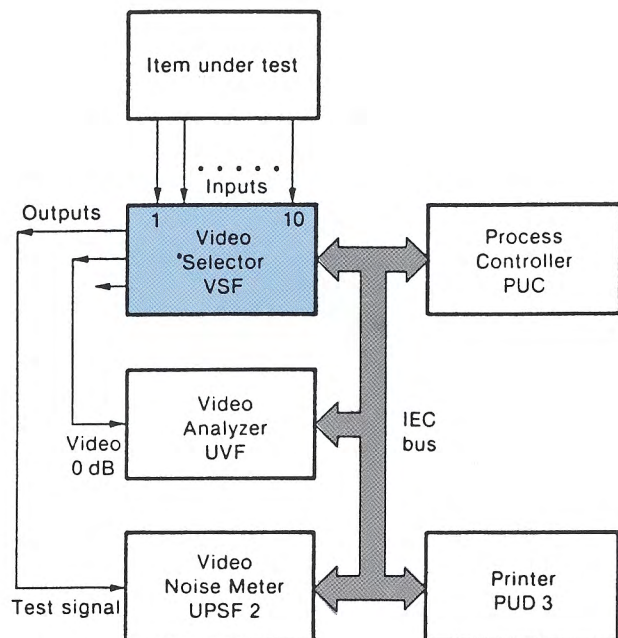 Item under test
Inputs
Outputs
1
10
Video
Selector
VSF
Process
Controller
PUC
Video
Analyzer
UVF
Video
0 dB
IEC
bus
Video
Noise Meter
UPSF 2
Test signal
Printer
PUD 3